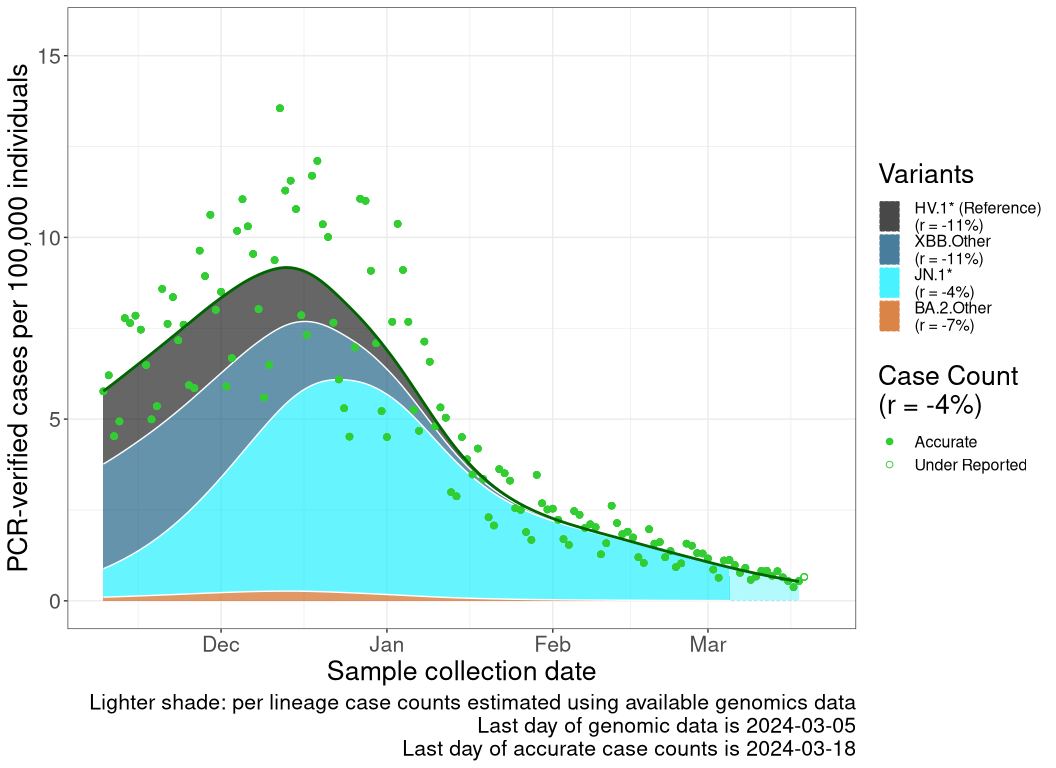 PCR-verified cases per 100,000 individuals
15
10
5
0
Dec
Jan
Feb
Mar
Sample collection date
Lighter shade: per lineage case counts estimated using available genomics data
Last day of genomic data is 2024-03-05
Last day of accurate case counts is 2024-03-18
Variants
HV.1* (Reference)
(r = -11%)
XBB.Other
(r = -11%)
JN.1*
(r = -4%)
BA.2.Other
(r = -7%)
Case Count
(r = -4%)
Accurate
Under Reported